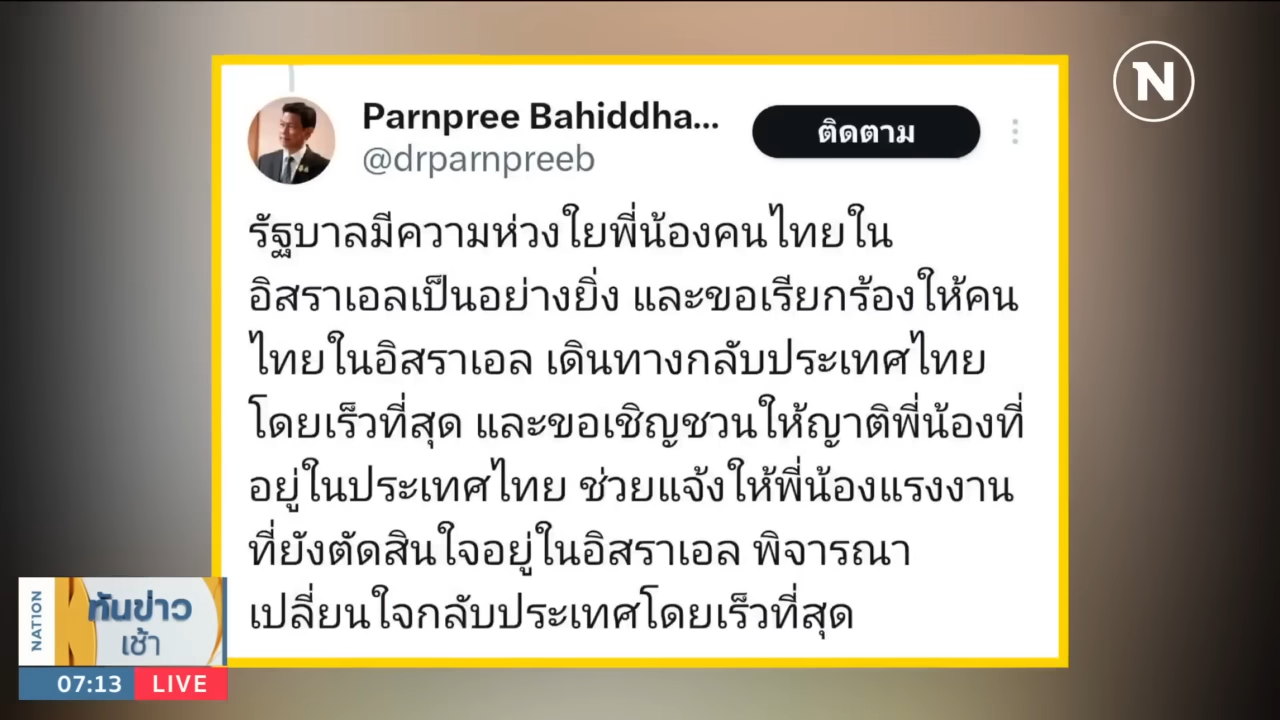 N
Parnpree Bahiddha...
@drparnpreeb
ติดตาม
รัฐบาลมีความห่วงใยพี่น้องคนไทยใน
อิสราเอลเป็นอย่างยิ่ง และขอเรียกร้องให้คน
ไทยในอิสราเอล เดินทางกลับประเทศไทย
โดยเร็วที่สุด และขอเชิญชวนให้ญาติพี่น้องที่
อยู่ในประเทศไทย ช่วยแจ้งให้พี่น้องแรงงาน
ที่ยังตัดสินใจอยู่ในอิสราเอล พิจารณา
เปลี่ยนใจกลับประเทศโดยเร็วที่สุด
NATION
ทันข่าว
เช้า
07:13 LIVE